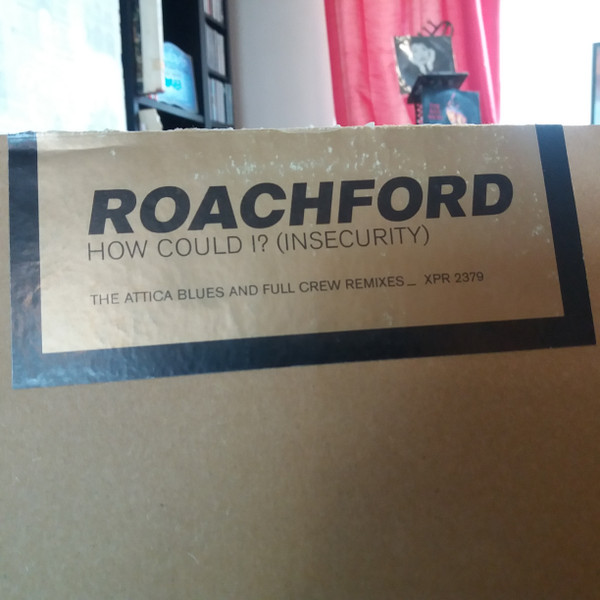 ROACHFORD
HOW COULD I? (INSECURITY)
THE ATTICA BLUES AND FULL CREW REMIXES_ XPR 2379